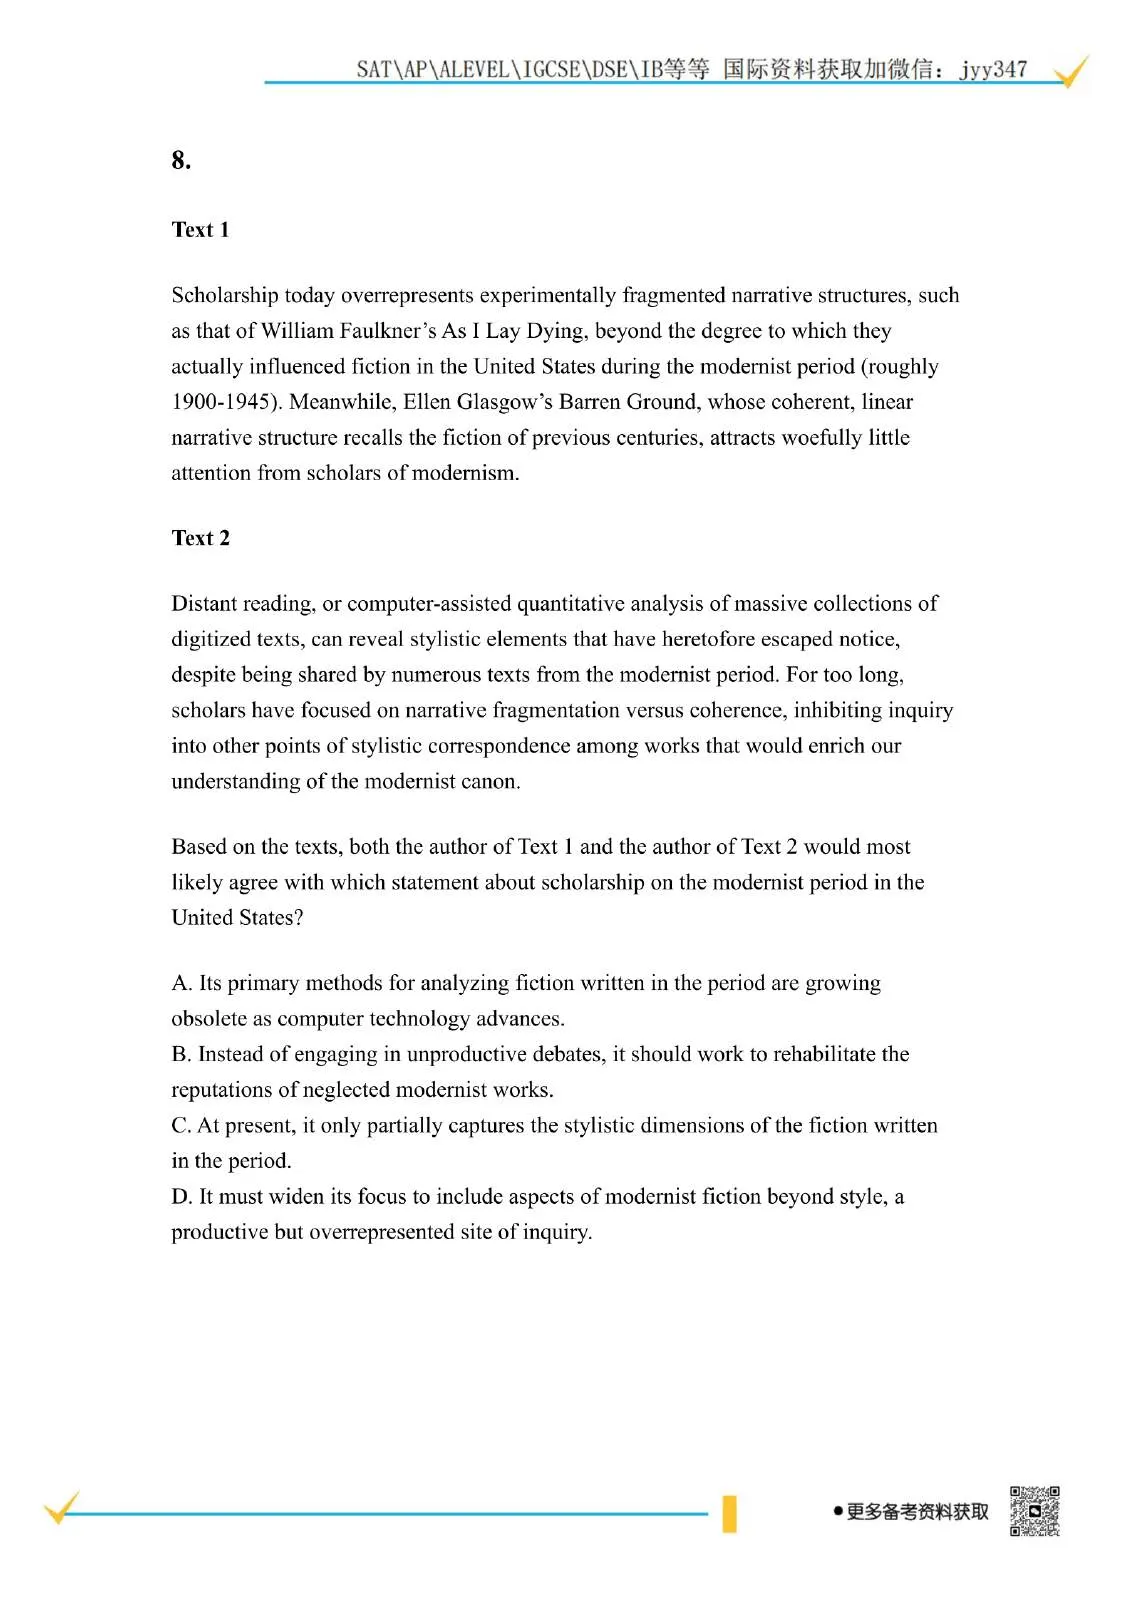 SAT\AP\ALEVEL\IGCSE\DSE\IB等等 国际资料获取加微信：jyy347
8.
Text 1
Scholarship today overrepresents experimentally fragmented narrative structures, such
as that of William Faulkner’s As I Lay Dying, beyond the degree to which they
actually influenced fiction in the United States during the modernist period (roughly
1900-1945). Meanwhile, Ellen Glasgow’s Barren Ground, whose coherent, linear
narrative structure recalls the fiction of previous centuries, attracts woefully little
attention from scholars of modernism.
Text 2
Distant reading, or computer-assisted quantitative analysis of massive collections of
digitized texts, can reveal stylistic elements that have heretofore escaped notice,
despite being shared by numerous texts from the modernist period. For too long,
scholars have focused on narrative fragmentation versus coherence, inhibiting inquiry
into other points of stylistic correspondence among works that would enrich our
understanding of the modernist canon.
Based on the texts, both the author of Text 1 and the author of Text 2 would most
likely agree with which statement about scholarship on the modernist period in the
United States?
A. Its primary methods for analyzing fiction written in the period are growing
obsolete as computer technology advances.
B. Instead of engaging in unproductive debates, it should work to rehabilitate the
reputations of neglected modernist works.
C. At present, it only partially captures the stylistic dimensions of the fiction written
in the period.
D. It must widen its focus to include aspects of modernist fiction beyond style, a
productive but overrepresented site of inquiry.
●更多备考资料获取